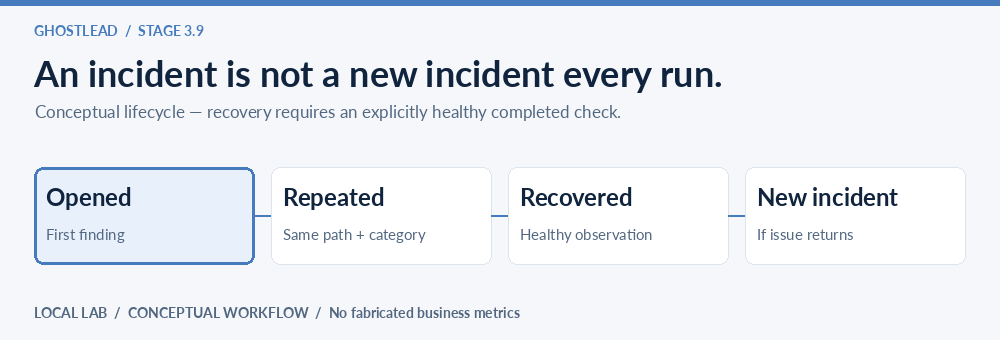 GHOSTLEAD / STAGE 3.9
An incident is not a new incident every run.
Conceptual lifecycle — recovery requires an explicitly healthy completed check.
Opened
First finding
Repeated
Same path + category
Recovered
Healthy observation
New incident
If issue returns
LOCAL LAB / CONCEPTUAL WORKFLOW / No fabricated business metrics